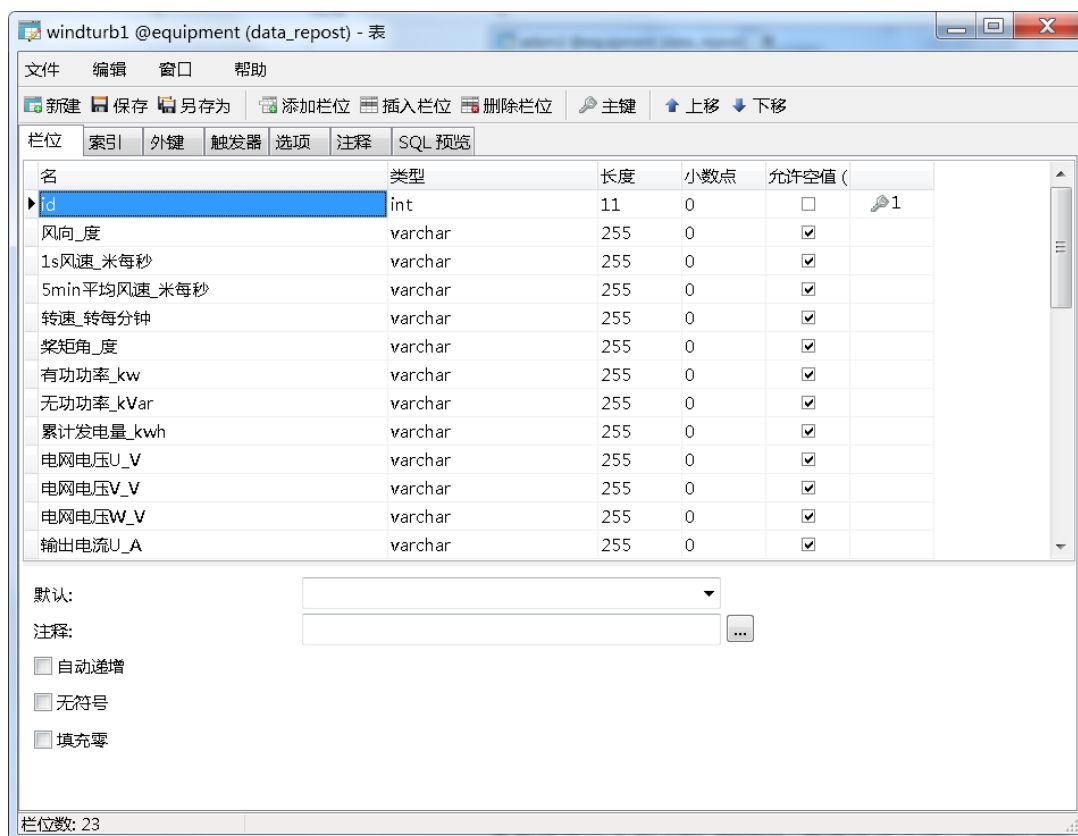 windturb1 @equipment (data_repost) - 表
文件 编辑 窗口 帮助
新建 保存 另存为 添加栏位 插入栏位 删除栏位 主键 上移 下移
栏位 索引 外键 触发器 选项 注释 SQL 预览
名 类型 长度 小数点 允许空值 (
id int 11 0 1
风向_度 varchar 255 0
1s风速_米每秒 varchar 255 0
5min平均风速_米每秒 varchar 255 0
转速_转每分钟 varchar 255 0
桨矩角_度 varchar 255 0
有功功率_kw varchar 255 0
无功功率_kVar varchar 255 0
累计发电量_kwh varchar 255 0
电网电压U_V varchar 255 0
电网电压V_V varchar 255 0
电网电压W_V varchar 255 0
输出电流U_A varchar 255 0
默认:
注释:
...
自动递增
无符号
填充零
栏位数: 23